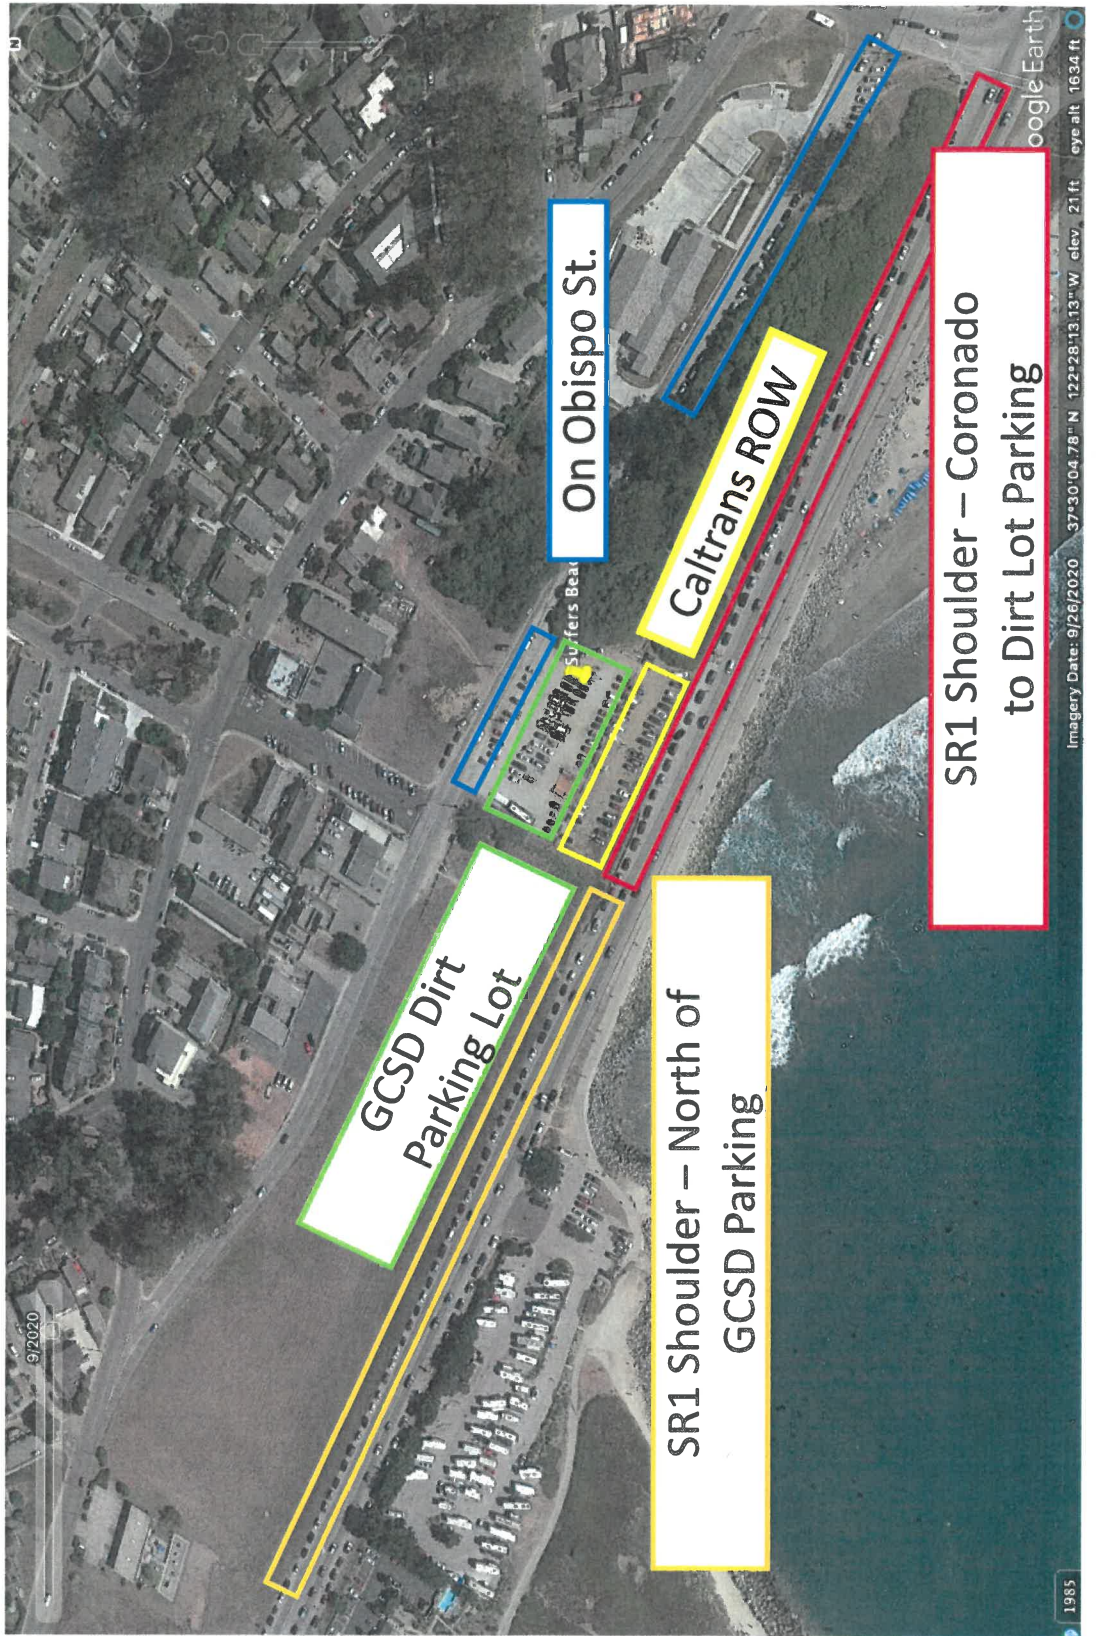 9/2020
GCSD Dirt
Parking Lot
On Obispo St.
Surfers Beac
Caltrans ROW
SR1 Shoulder – North of
GCSD Parking
SR1 Shoulder – Coronado
to Dirt Lot Parking
oogle Earth
1985
Imagery Date: 9/26/2020 37°30'04.78" N 122°28'13.13" W elev 21 ft eye alt 1634 ft
N